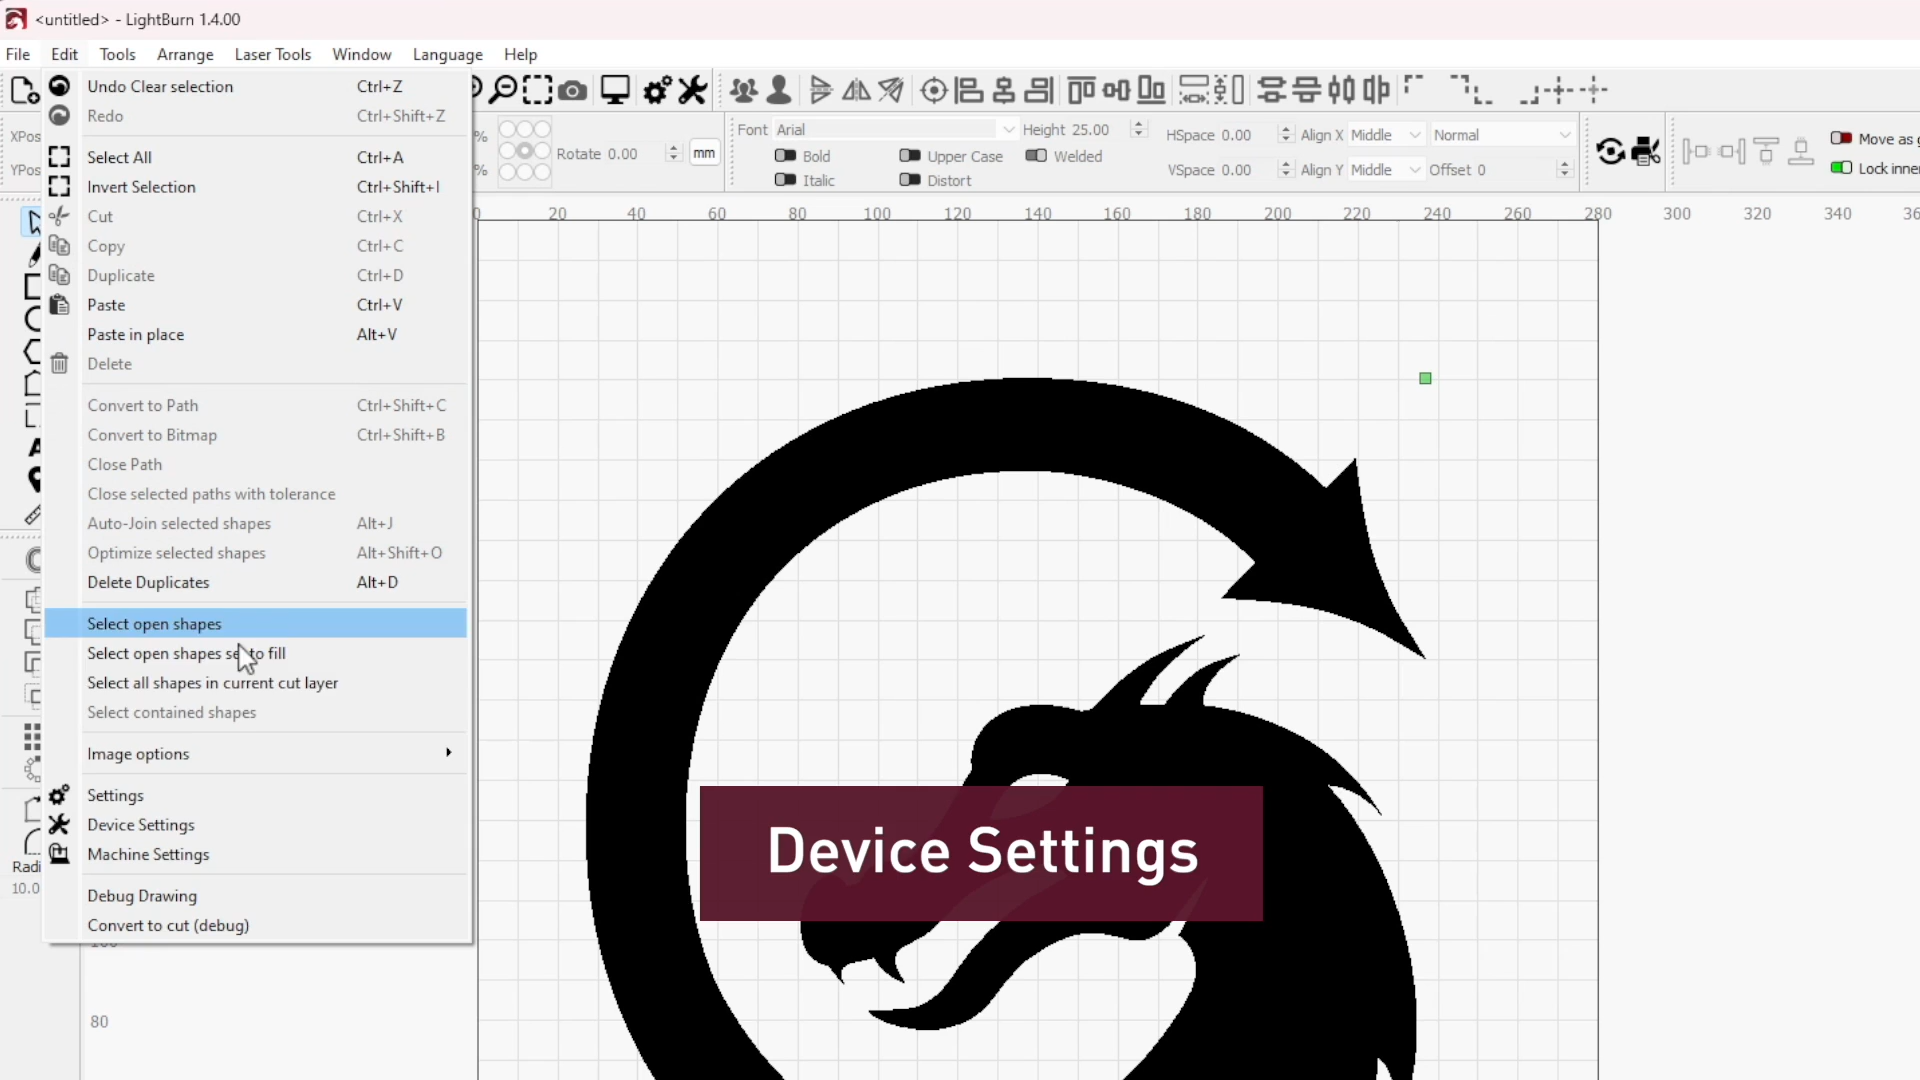 <untitled> - LightBurn 1.4.00
File Edit Tools Arrange Laser Tools Window Language Help
Undo Clear selection Ctrl+Z
Redo Ctrl+Shift+Z
Select All Ctrl+A
Invert Selection Ctrl+Shift+I
Cut Ctrl+X
Copy Ctrl+C
Duplicate Ctrl+D
Paste Ctrl+V
Paste in place Alt+V
Delete
Convert to Path Ctrl+Shift+C
Convert to Bitmap Ctrl+Shift+B
Close Path
Close selected paths with tolerance
Auto-Join selected shapes Alt+J
Optimize selected shapes Alt+Shift+O
Delete Duplicates Alt+D
Select open shapes
Select open shapes set to fill
Select all shapes in current cut layer
Select contained shapes
Image options
Settings
Device Settings
Machine Settings
Debug Drawing
Convert to cut (debug)
XPos
YPos
%
%
Rotate 0.00 mm
Font Arial Height 25.00 HSpace 0.00 Align X Middle Normal
Bold Upper Case Welded
Italic Distort
VSpace 0.00 Align Y Middle Offset 0
Move as
Lock inner
0 20 40 60 80 100 120 140 160 180 200 220 240 260 280 300 320 340
Radi
10.0
80
Device Settings